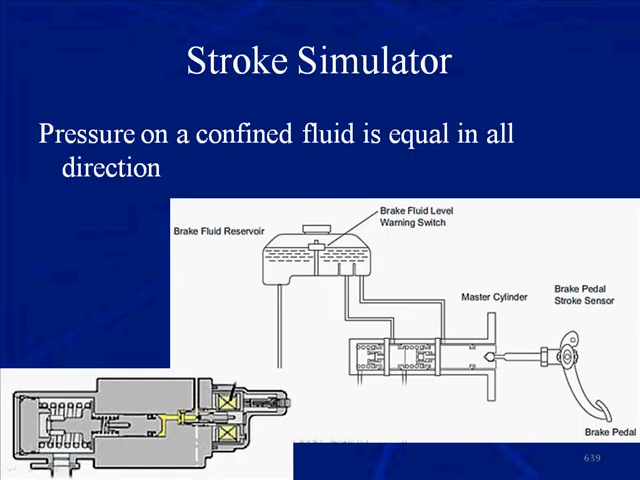 Stroke Simulator
Pressure on a confined fluid is equal in all
direction
Brake Fluid Level
Warning Switch
Brake Fluid Reservoir
Master Cylinder
Brake Pedal
Stroke Sensor
Brake Pedal
639